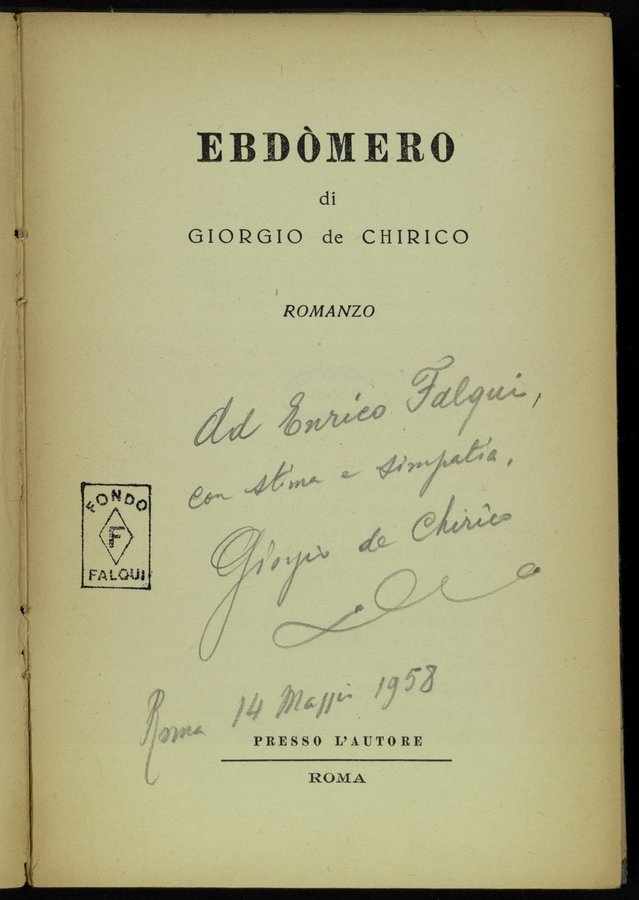 EBDÒMERO
di
GIORGIO de CHIRICO
ROMANZO
Ad Enrico Falqui,
con stima e simpatia,
Giorgio de Chirico
FONDO
F
FALQUI
Roma 14 Maggio 1958
PRESSO L'AUTORE
ROMA